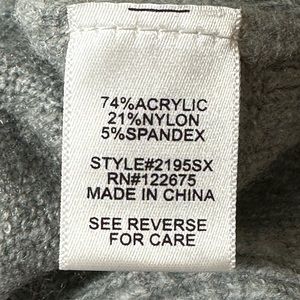 74%ACRYLIC
21%NYLON
5%SPANDEX
STYLE#2195SX
RN#122675
MADE IN CHINA
SEE REVERSE
FOR CARE